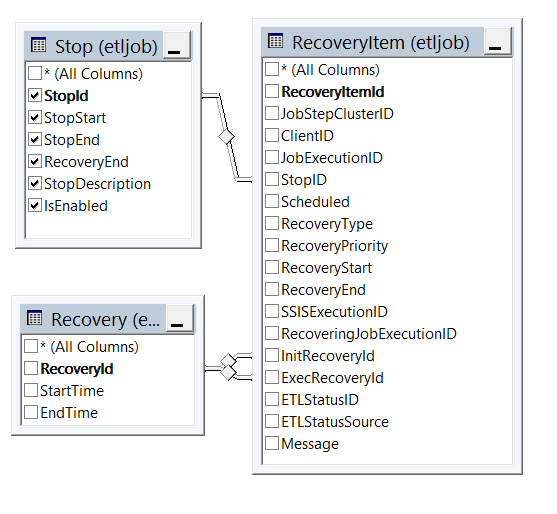 Stop (etljob)
* (All Columns)
StopId
StopStart
StopEnd
RecoveryEnd
StopDescription
IsEnabled
RecoveryItem (etljob)
* (All Columns)
RecoveryItemId
JobStepClusterID
ClientID
JobExecutionID
StopID
Scheduled
RecoveryType
RecoveryPriority
RecoveryStart
RecoveryEnd
SSISExecutionID
RecoveringJobExecutionID
InitRecoveryId
ExecRecoveryId
ETLStatusID
ETLStatusSource
Message
Recovery (e...
* (All Columns)
RecoveryId
StartTime
EndTime